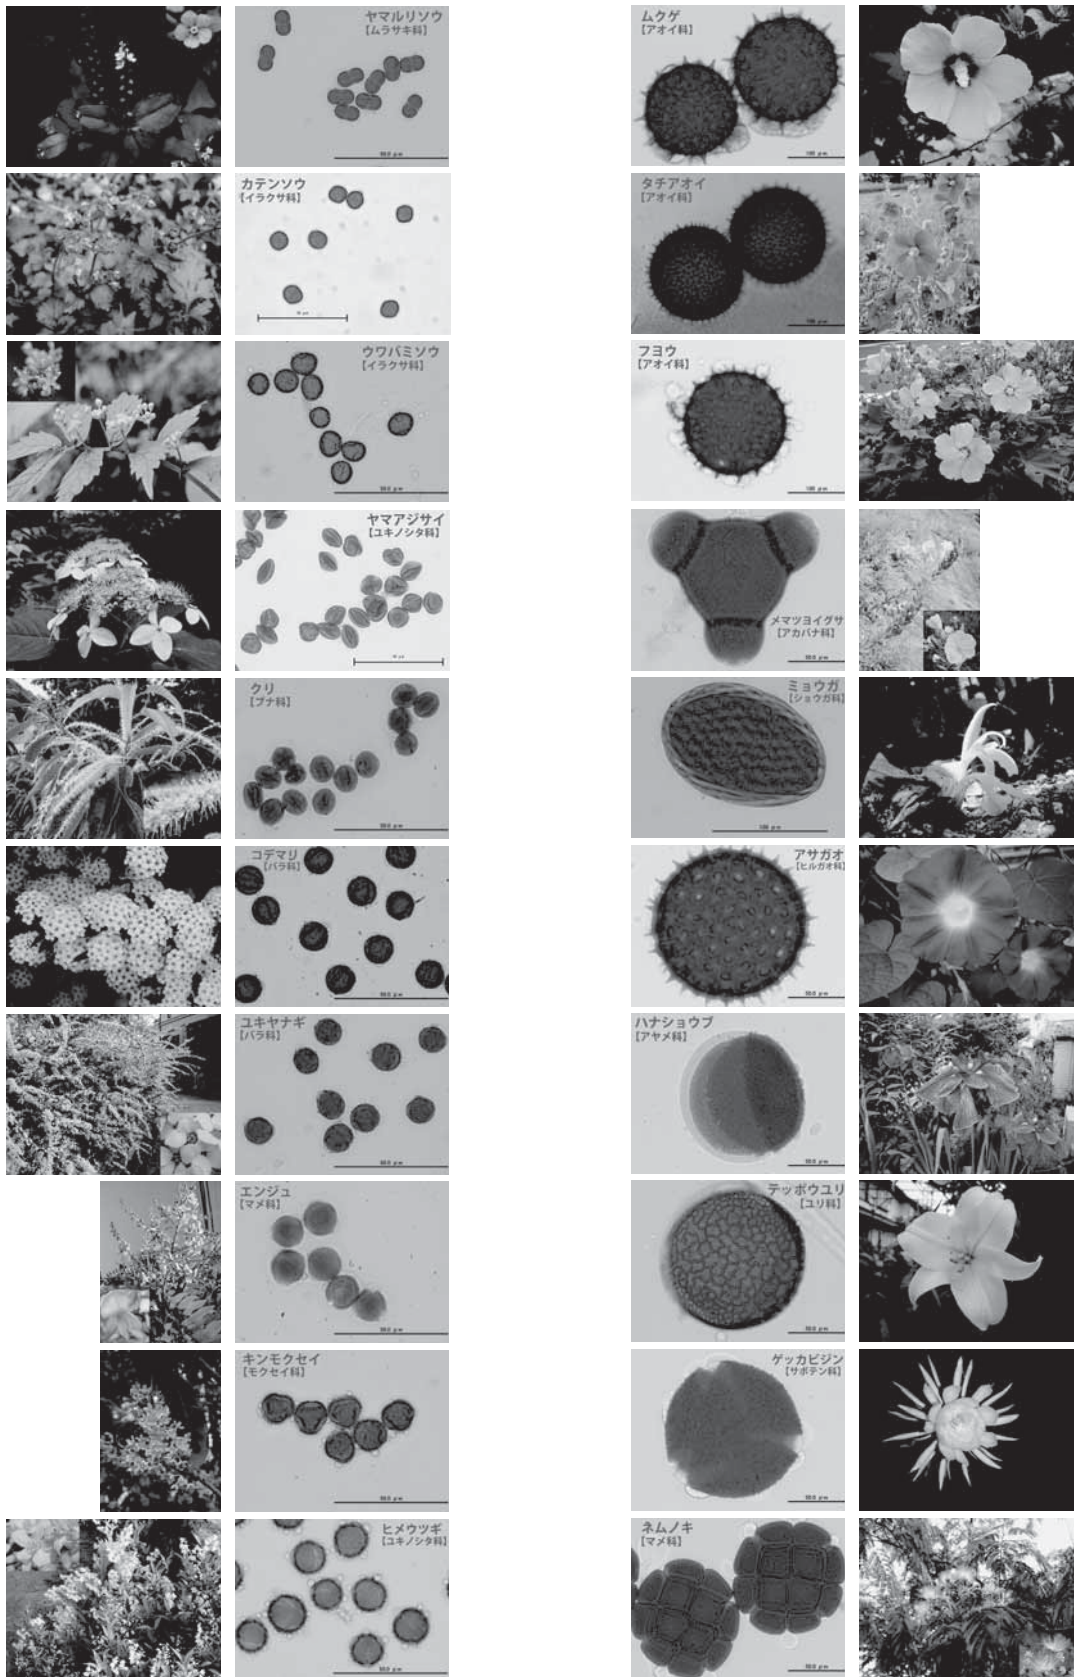 ヤマルリソウ
【ムラサキ科】
カテンソウ
【イラクサ科】
ウワバミソウ
【イラクサ科】
ヤマアジサイ
【ユキノシタ科】
クリ
【ブナ科】
コデマリ
【バラ科】
ユキヤナギ
【バラ科】
エンジュ
【マメ科】
キンモクセイ
【モクセイ科】
ヒメウツギ
【ユキノシタ科】
ムクゲ
【アオイ科】
タチアオイ
【アオイ科】
フヨウ
【アオイ科】
メマツヨイグサ
【アカバナ科】
ミョウガ
【ショウガ科】
アサガオ
【ヒルガオ科】
ハナショウブ
【アヤメ科】
テッポウユリ
【ユリ科】
ゲッカビジン
【サボテン科】
ネムノキ
【マメ科】